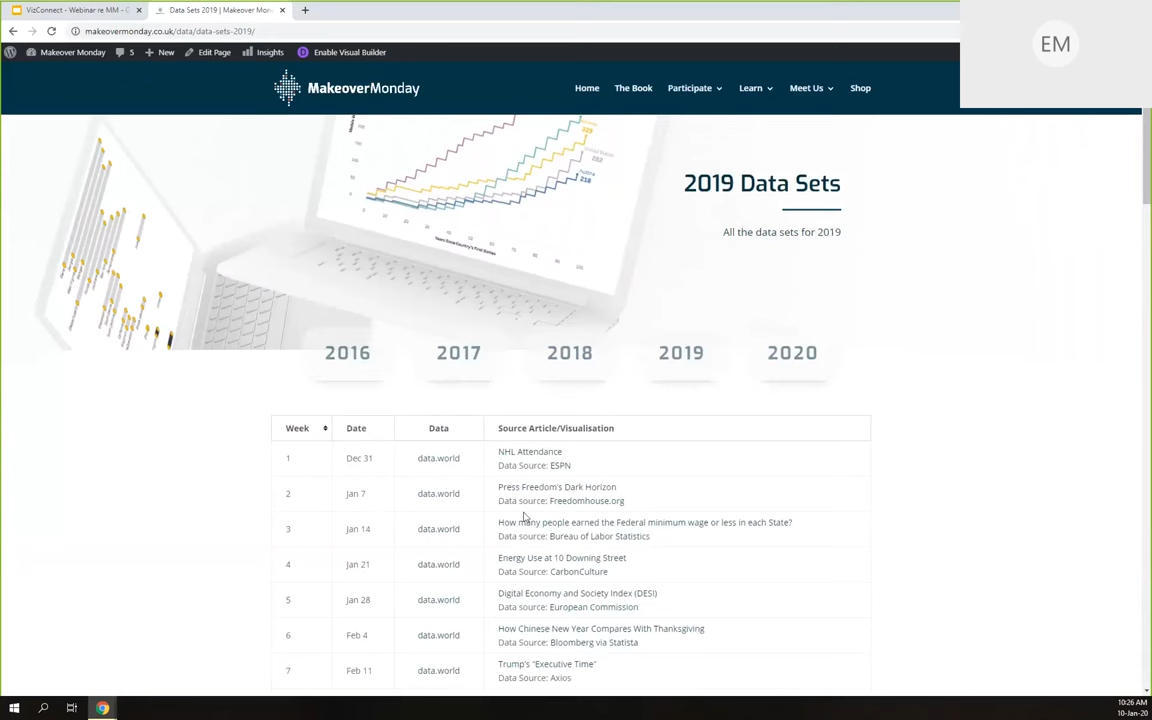 VizConnect - Webinar re MM - G
Data Sets 2019 | Makeover Mon
makeovermonday.co.uk/data/data-sets-2019/
Makeover Monday 5 New Edit Page Insights D Enable Visual Builder
EM
MakeoverMonday
Home The Book Participate Learn Meet Us Shop
2019 Data Sets
All the data sets for 2019
2016 2017 2018 2019 2020
Week Date Data Source Article/Visualisation
1 Dec 31 data.world NHL Attendance
Data Source: ESPN
2 Jan 7 data.world Press Freedom's Dark Horizon
Data source: Freedomhouse.org
3 Jan 14 data.world How many people earned the Federal minimum wage or less in each State?
Data Source: Bureau of Labor Statistics
4 Jan 21 data.world Energy Use at 10 Downing Street
Data Source: CarbonCulture
5 Jan 28 data.world Digital Economy and Society Index (DESI)
Data source: European Commission
6 Feb 4 data.world How Chinese New Year Compares With Thanksgiving
Data Source: Bloomberg via Statista
7 Feb 11 data.world Trump's "Executive Time"
Data Source: Axios
10:26 AM
10-Jan-20